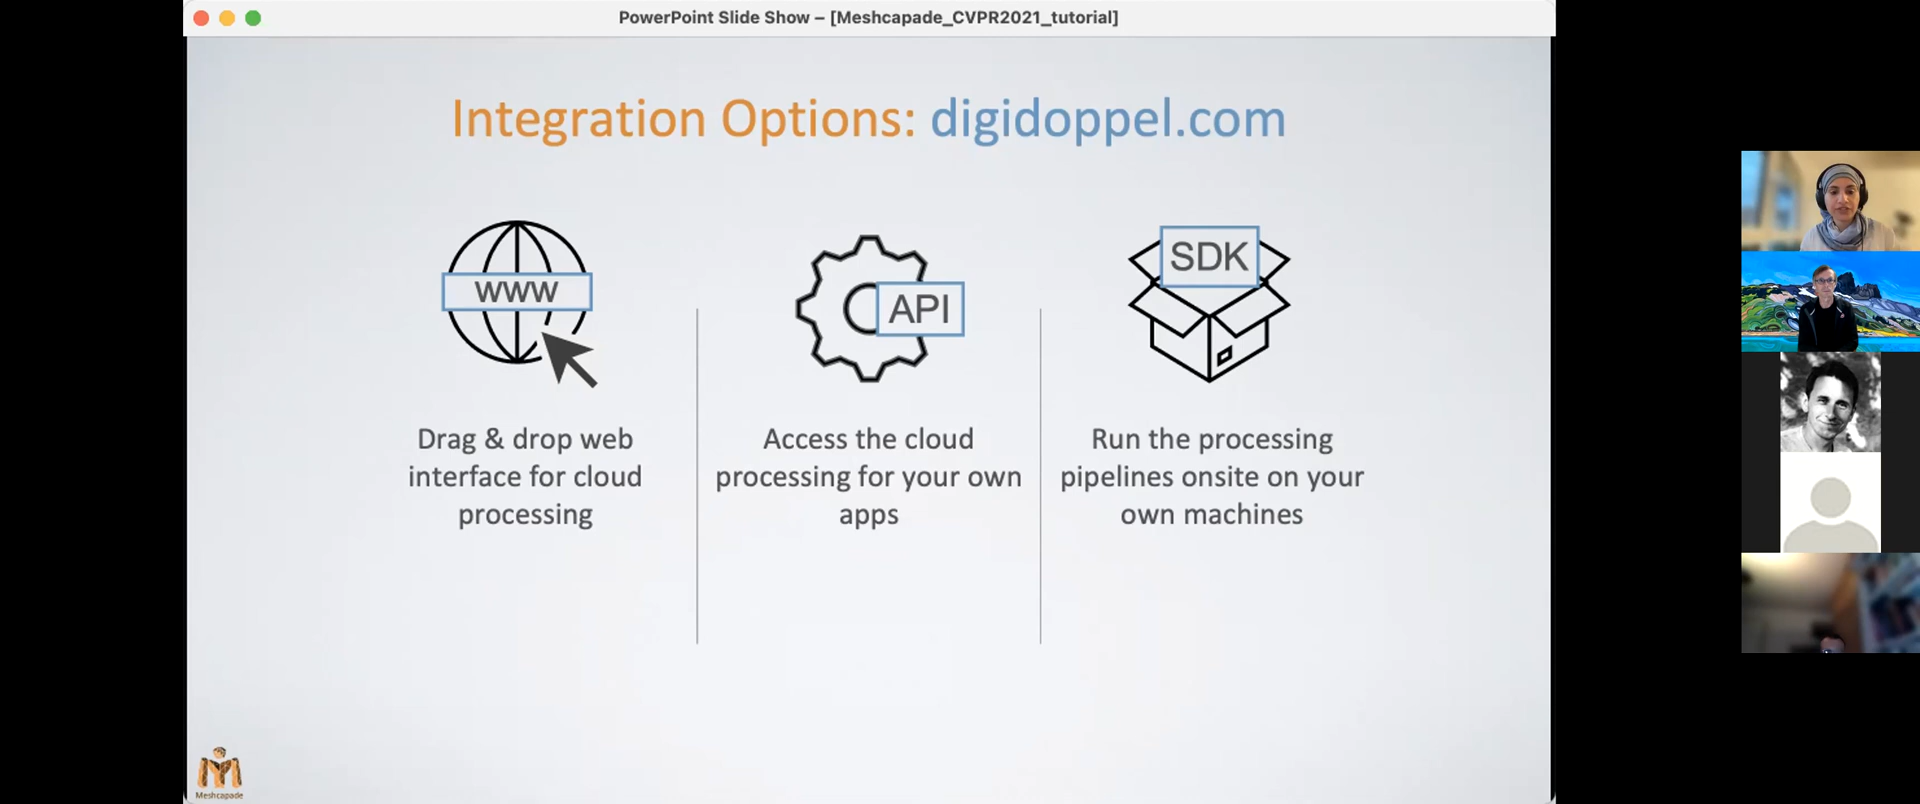 PowerPoint Slide Show – [Meshcapade_CVPR2021_tutorial]
Integration Options: digidoppel.com
www
API
SDK
Drag & drop web
interface for cloud
processing
Access the cloud
processing for your own
apps
Run the processing
pipelines onsite on your
own machines
Meshcapade